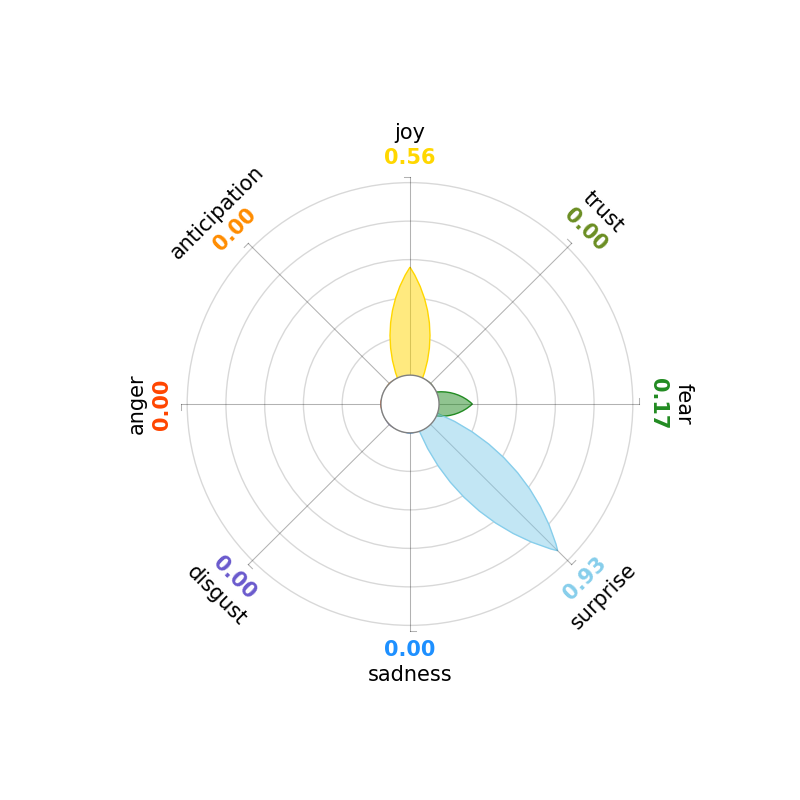 joy
0.56
trust
0.00
fear
0.17
surprise
0.93
sadness
0.00
disgust
0.00
anger
0.00
anticipation
0.00